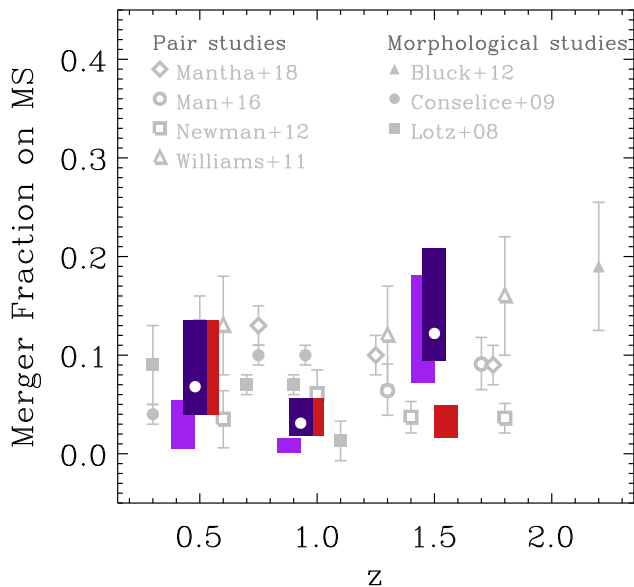 Pair studies
Mantha+18
Man+16
Newman+12
Williams+11
Morphological studies
Bluck+12
Conselice+09
Lotz+08
Merger Fraction on MS
0.4
0.3
0.2
0.1
0.0
0.5
1.0
1.5
2.0
z